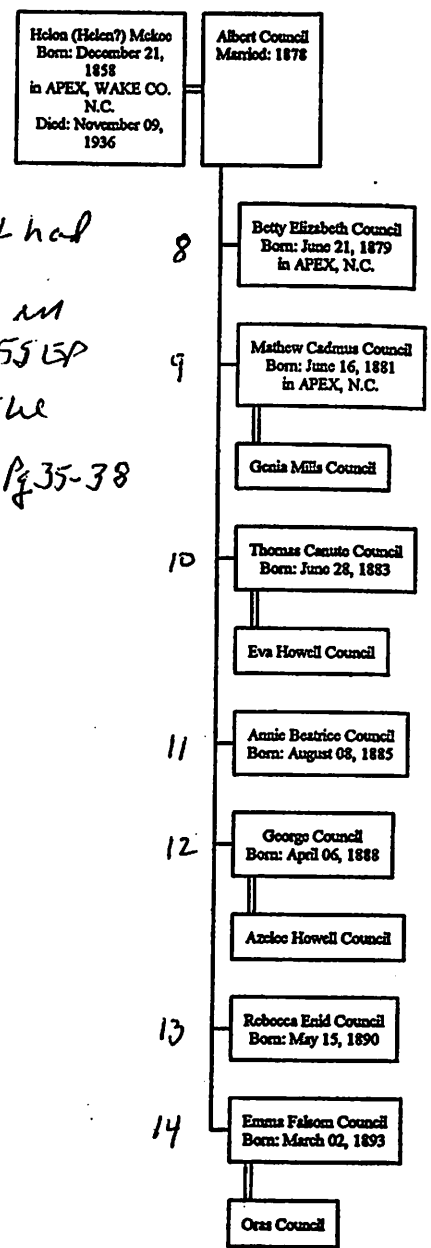 Helon (Helen?) Mckee
Born: December 21,
1858
in APEX, WAKE CO.
N.C.
Died: November 09,
1936
Albert Council
Married: 1878
had
Pg 35-38
8
Betty Elizabeth Council
Born: June 21, 1879
in APEX, N.C.
9
Mathew Cadmus Council
Born: June 16, 1881
in APEX, N.C.
Genia Mills Council
10
Thomas Canuto Council
Born: June 28, 1883
Eva Howell Council
11
Annie Beatrice Council
Born: August 08, 1885
12
George Council
Born: April 06, 1888
Azelee Howell Council
13
Rebecca Enid Council
Born: May 15, 1890
14
Emma Falsom Council
Born: March 02, 1893
Oras Council